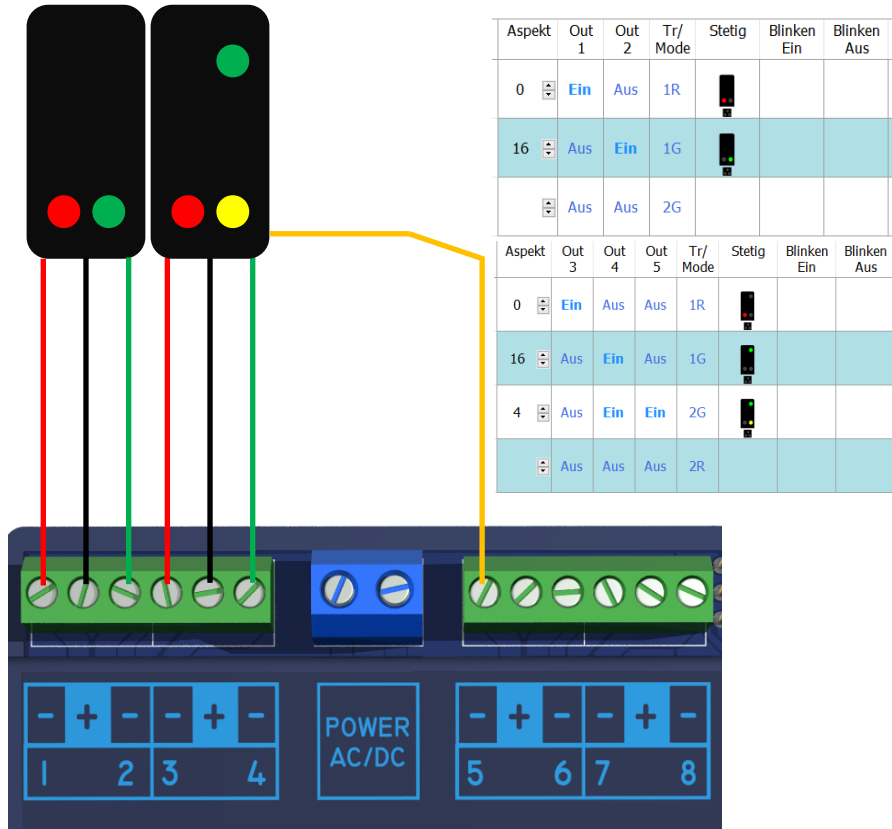 Aspekt Out 1 Out 2 Tr/ Mode Stetig Blinken Ein Blinken Aus
0 Ein Aus 1R
16 Aus Ein 1G
Aus Aus 2G
Aspekt Out 3 Out 4 Out 5 Tr/ Mode Stetig Blinken Ein Blinken Aus
0 Ein Aus Aus 1R
16 Aus Ein Aus 1G
4 Aus Ein Ein 2G
Aus Aus Aus 2R
- + - - + - POWER AC/DC - + - - + -
1 2 3 4 5 6 7 8